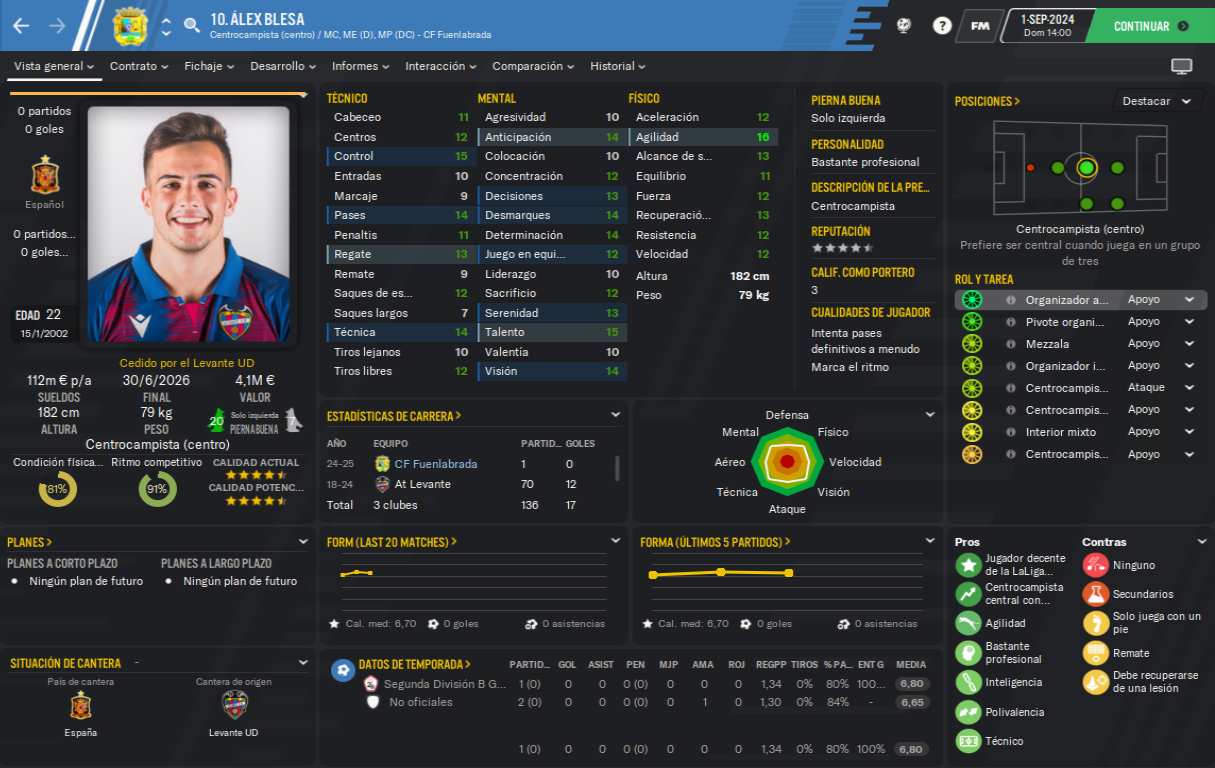 10. ÁLEX BLESA
Centrocampista (centro) / MC, ME (D), MP (DC) - CF Fuenlabrada
?
FM
1-SEP-2024
Dom 14:00
CONTINUAR
Vista general
Contrato
Fichaje
Desarrollo
Informes
Interacción
Comparación
Historial
0 partidos
0 goles
Español
0 partidos...
0 goles...
EDAD 22
15/1/2002
Cedido por el Levante UD
112m € p/a
SUELDOS
30/6/2026
FINAL
4,1M €
VALOR
182 cm
ALTURA
79 kg
PESO
20
Solo izquierda
PIERNA BUENA
7
Centrocampista (centro)
Condición física...
81%
Ritmo competitivo
91%
CALIDAD ACTUAL
CALIDAD POTENC...
TÉCNICO
Cabeceo 11
Centros 12
Control 15
Entradas 10
Marcaje 9
Pases 14
Penaltis 11
Regate 13
Remate 9
Saques de es... 12
Saques largos 7
Técnica 14
Tiros lejanos 10
Tiros libres 12
MENTAL
Agresividad 10
Anticipación 14
Colocación 10
Concentración 12
Decisiones 13
Desmarques 14
Determinación 14
Juego en equi... 12
Liderazgo 10
Sacrificio 12
Serenidad 13
Talento 15
Valentía 10
Visión 14
FÍSICO
Aceleración 12
Agilidad 16
Alcance de s... 13
Equilibrio 11
Fuerza 12
Recuperació... 13
Resistencia 12
Velocidad 12
Altura 182 cm
Peso 79 kg
PIERNA BUENA
Solo izquierda
PERSONALIDAD
Bastante profesional
DESCRIPCIÓN DE LA PRE...
Centrocampista
REPUTACIÓN
CALIF. COMO PORTERO
3
CUALIDADES DE JUGADOR
Intenta pases
definitivos a menudo
Marca el ritmo
POSICIONES >
Destacar
Centrocampista (centro)
Prefiere ser central cuando juega en un grupo
de tres
ROL Y TAREA
Organizador a... Apoyo
Pivote organi... Apoyo
Mezzala Apoyo
Organizador i... Apoyo
Centrocampis... Ataque
Centrocampis... Apoyo
Interior mixto Apoyo
Centrocampis... Apoyo
ESTADÍSTICAS DE CARRERA >
AÑO EQUIPO PARTID... GOLES
24-25 CF Fuenlabrada 1 0
18-24 At Levante 70 12
Total 3 clubes 136 17
Defensa
Físico
Velocidad
Visión
Ataque
Técnica
Aéreo
Mental
PLANES >
PLANES A CORTO PLAZO
Ningún plan de futuro
PLANES A LARGO PLAZO
Ningún plan de futuro
FORM (LAST 20 MATCHES) >
Cal. med: 6,70 0 goles 0 asistencias
FORMA (ÚLTIMOS 5 PARTIDOS) >
Cal. med: 6,70 0 goles 0 asistencias
SITUACIÓN DE CANTERA -
País de cantera
España
Cantera de origen
Levante UD
DATOS DE TEMPORADA > PARTID... GOL ASIST PEN MJP AMA ROJ REGPP TIROS % PA... ENT G MEDIA
Segunda División B G... 1 (0) 0 0 0 (0) 0 0 0 1,34 0% 80% 100... 6,80
No oficiales 2 (0) 0 0 0 (0) 0 1 0 1,30 0% 84% - 6,65
1 (0) 0 0 0 (0) 0 0 0 1,34 0% 80% 100% 6,80
Pros
Jugador decente
de la LaLiga...
Centrocampista
central con...
Agilidad
Bastante
profesional
Inteligencia
Polivalencia
Técnico
Contras
Ninguno
Secundarios
Solo juega con un
pie
Remate
Debe recuperarse
de una lesión